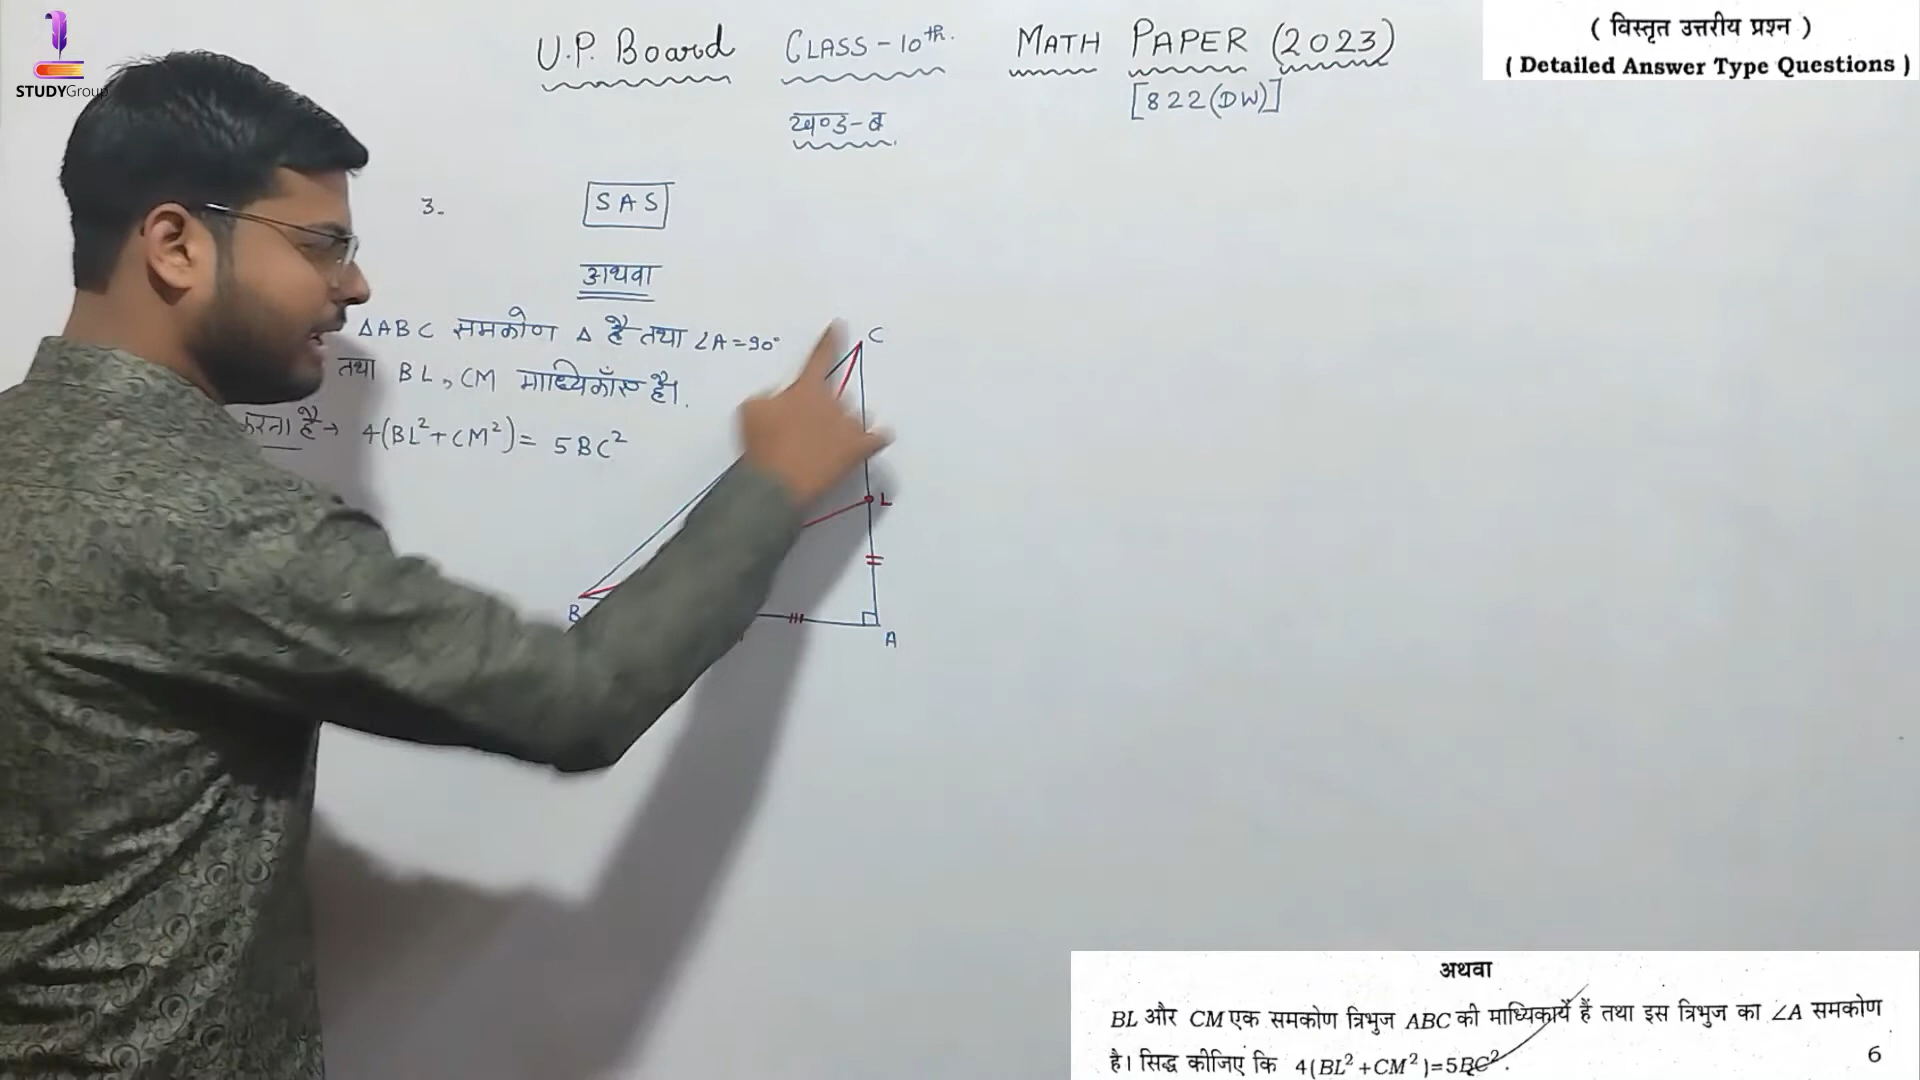 STUDYGroup
U.P. Board CLASS-10th. MATH PAPER (2023)
[822(DW)]
खण्ड-ब
( विस्तृत उत्तरीय प्रश्न )
( Detailed Answer Type Questions )
3.
SAS
अथवा
ΔABC समकोण Δ है तथा ∠A=90°
तथा BL, CM माध्यिकाँए है।
करना है→ 4(BL²+CM²)= 5BC²
C
L
B
A
अथवा
BL और CM एक समकोण त्रिभुज ABC की माध्यिकायें हैं तथा इस त्रिभुज का ∠A समकोण
है। सिद्ध कीजिए कि 4(BL²+CM²)=5BC². 6